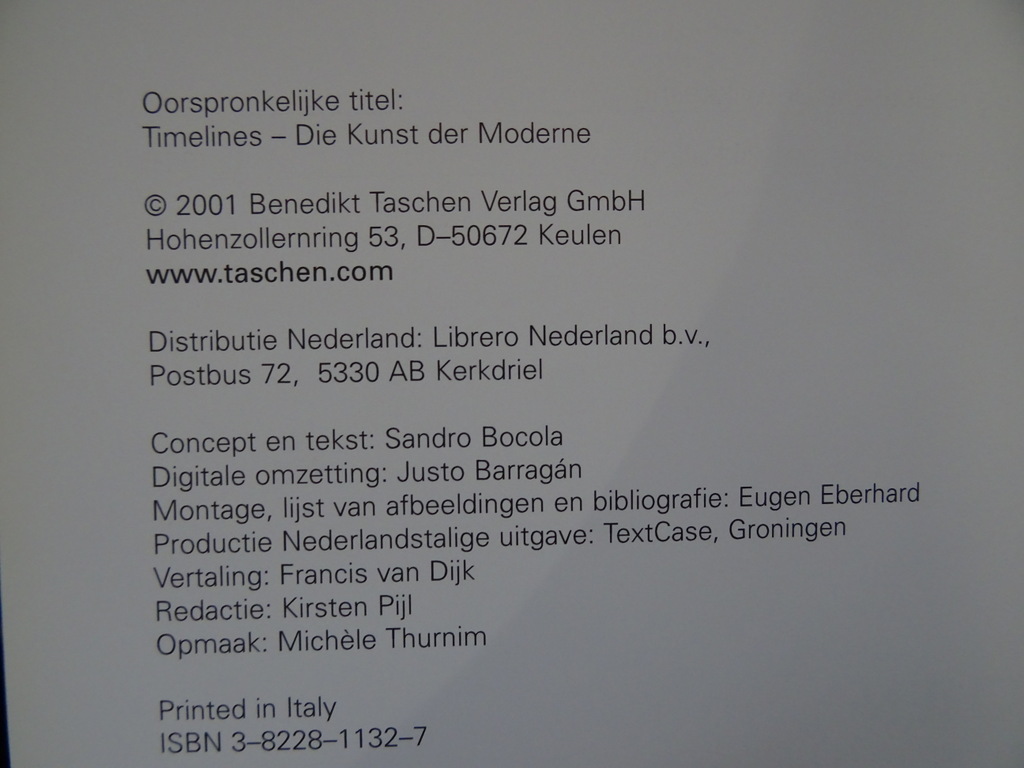 Oorspronkelijke titel:
Timelines – Die Kunst der Moderne
© 2001 Benedikt Taschen Verlag GmbH
Hohenzollernring 53, D–50672 Keulen
www.taschen.com
Distributie Nederland: Librero Nederland b.v.,
Postbus 72, 5330 AB Kerkdriel
Concept en tekst: Sandro Bocola
Digitale omzetting: Justo Barragán
Montage, lijst van afbeeldingen en bibliografie: Eugen Eberhard
Productie Nederlandstalige uitgave: TextCase, Groningen
Vertaling: Francis van Dijk
Redactie: Kirsten Pijl
Opmaak: Michèle Thurnim
Printed in Italy
ISBN 3–8228–1132–7